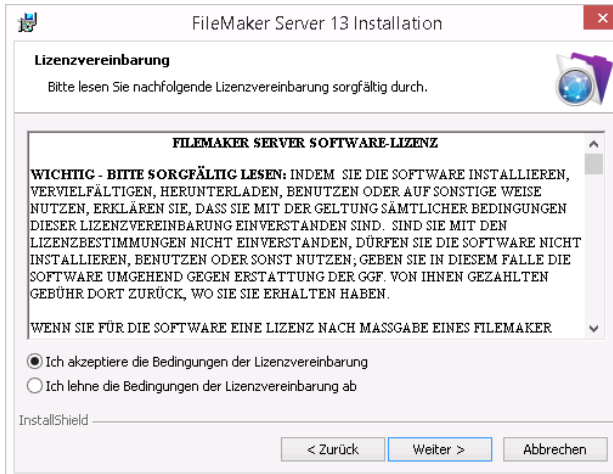 FileMaker Server 13 Installation
Lizenzvereinbarung
Bitte lesen Sie nachfolgende Lizenzvereinbarung sorgfältig durch.
FILEMAKER SERVER SOFTWARE-LIZENZ
WICHTIG - BITTE SORGFÄLTIG LESEN: INDEM SIE DIE SOFTWARE INSTALLIEREN,
VERVIELFÄLTIGEN, HERUNTERLADEN, BENUTZEN ODER AUF SONSTIGE WEISE
NUTZEN, ERKLÄREN SIE, DASS SIE MIT DER GELTUNG SÄMTLICHER BEDINGUNGEN
DIESER LIZENZVEREINBARUNG EINVERSTANDEN SIND. SIND SIE MIT DEN
LIZENZBESTIMMUNGEN NICHT EINVERSTANDEN, DÜRFEN SIE DIE SOFTWARE NICHT
INSTALLIEREN, BENUTZEN ODER SONST NUTZEN; GEBEN SIE IN DIESEM FALLE DIE
SOFTWARE UMGEHEND GEGEN ERSTATTUNG DER GGF. VON IHNEN GEZAHLTEN
GEBÜHR DORT ZURÜCK, WO SIE SIE ERHALTEN HABEN.
WENN SIE FÜR DIE SOFTWARE EINE LIZENZ NACH MASSGABE EINES FILEMAKER
Ich akzeptiere die Bedingungen der Lizenzvereinbarung
Ich lehne die Bedingungen der Lizenzvereinbarung ab
InstallShield
< Zurück Weiter > Abbrechen